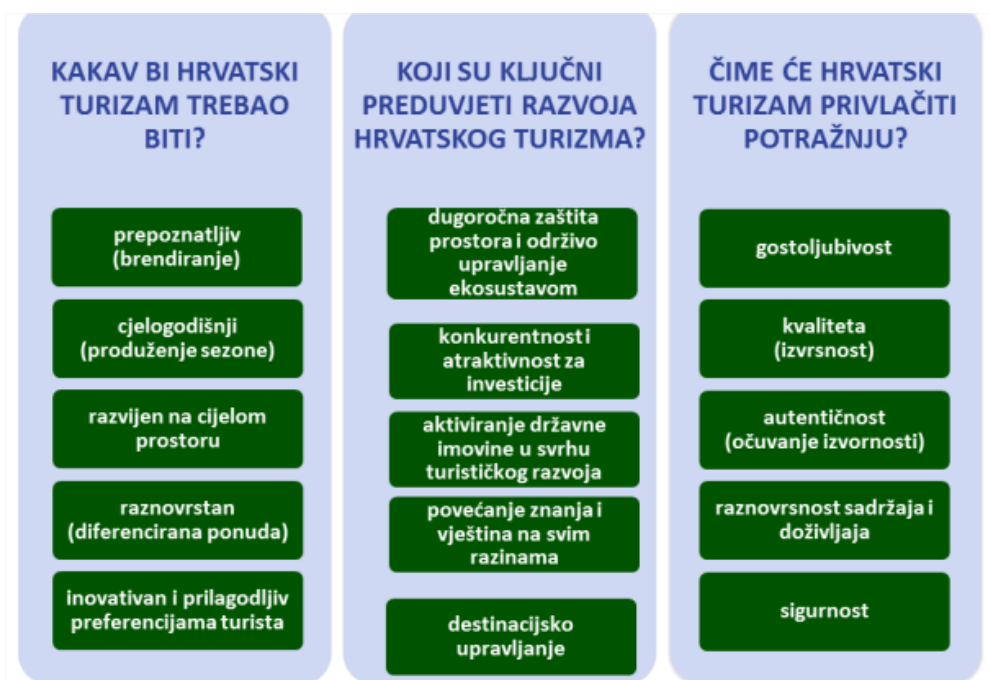 KAKAV BI HRVATSKI
TURIZAM TREBAO
BITI?
prepoznatljiv
(brendiranje)
cjelogodišnji
(produženje sezone)
razvijen na cijelom
prostoru
raznovrstan
(diferencirana ponuda)
inovativan i prilagodljiv
preferencijama turista
KOJI SU KLJUČNI
PREDUVJETI RAZVOJA
HRVATSKOG TURIZMA?
dugoročna zaštita
prostora i održivo
upravljanje
ekosustavom
konkurentnost i
atraktivnost za
investicije
aktiviranje državne
imovine u svrhu
turističkog razvoja
povećanje znanja i
vještina na svim
razinama
destinacijsko
upravljanje
ČIME ĆE HRVATSKI
TURIZAM PRIVLAČITI
POTRAŽNJU?
gostoljubivost
kvaliteta
(izvrsnost)
autentičnost
(očuvanje izvornosti)
raznovrsnost sadržaja i
doživljaja
sigurnost